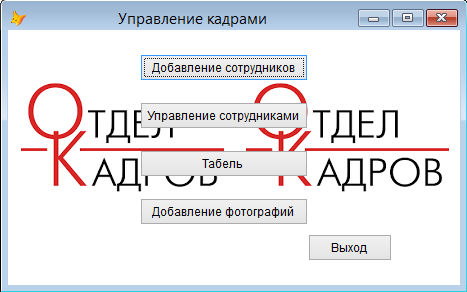 Управление кадрами
Добавление сотрудников
ОТДЕЛ ОТДЕЛ
Управление сотрудниками
Табель
КАДРОВ КАДРОВ
Добавление фотографий
Выход